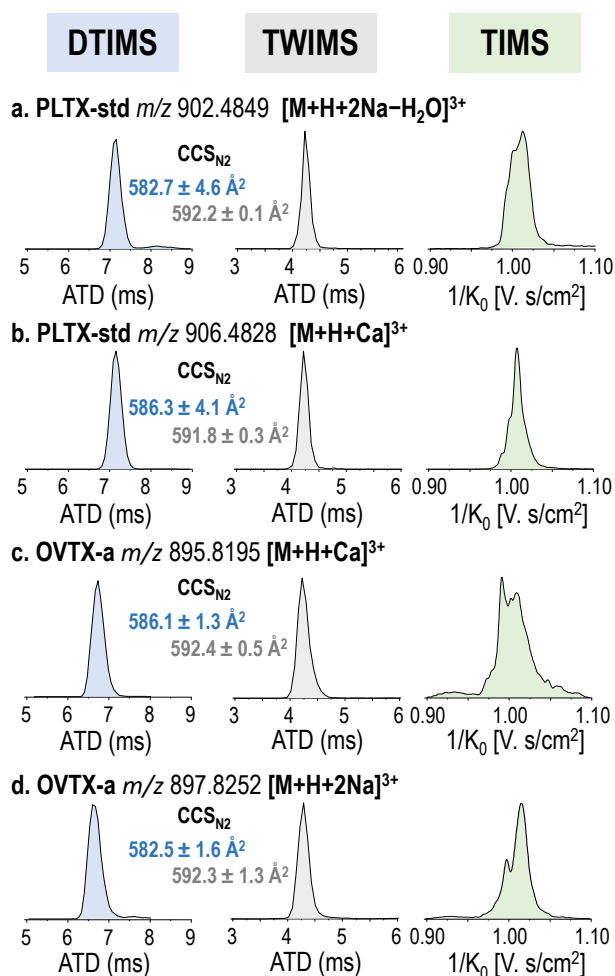 DTIMS TWIMS TIMS
a. PLTX-std m/z 902.4849 [M+H+2Na−H₂O]³⁺
CCS_N2
582.7 ± 4.6 Å²
592.2 ± 0.1 Å²
5 6 7 8 9 3 4 5 6 0.90 1.00 1.10
ATD (ms) ATD (ms) 1/K₀ [V. s/cm²]
b. PLTX-std m/z 906.4828 [M+H+Ca]³⁺
CCS_N2
586.3 ± 4.1 Å²
591.8 ± 0.3 Å²
5 6 7 8 9 3 4 5 6 0.90 1.00 1.10
ATD (ms) ATD (ms) 1/K₀ [V. s/cm²]
c. OVTX-a m/z 895.8195 [M+H+Ca]³⁺
CCS_N2
586.1 ± 1.3 Å²
592.4 ± 0.5 Å²
5 6 7 8 9 3 4 5 6 0.90 1.00 1.10
ATD (ms) ATD (ms) 1/K₀ [V. s/cm²]
d. OVTX-a m/z 897.8252 [M+H+2Na]³⁺
CCS_N2
582.5 ± 1.6 Å²
592.3 ± 1.3 Å²
5 6 7 8 9 3 4 5 6 0.90 1.00 1.10
ATD (ms) ATD (ms) 1/K₀ [V. s/cm²]